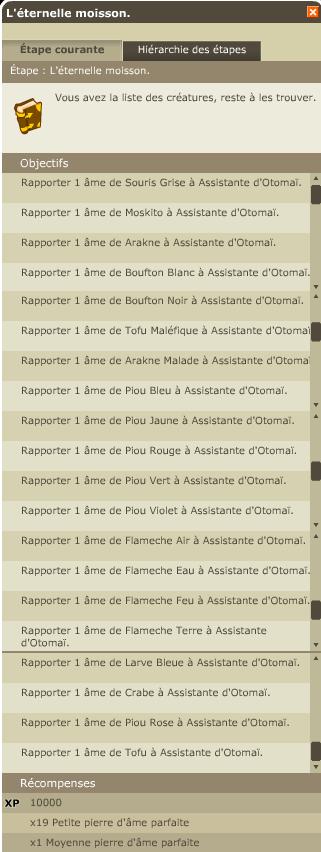 L'éternelle moisson.
Étape courante
Hiérarchie des étapes
Étape : L'éternelle moisson.
Vous avez la liste des créatures, reste à les trouver.
Objectifs
Rapporter 1 âme de Souris Grise à Assistante d'Otomaï.
Rapporter 1 âme de Moskito à Assistante d'Otomaï.
Rapporter 1 âme de Arakne à Assistante d'Otomaï.
Rapporter 1 âme de Boufton Blanc à Assistante d'Otomaï.
Rapporter 1 âme de Boufton Noir à Assistante d'Otomaï.
Rapporter 1 âme de Tofu Maléfique à Assistante d'Otomaï
Rapporter 1 âme de Arakne Malade à Assistante d'Otomaï
Rapporter 1 âme de Piou Bleu à Assistante d'Otomaï.
Rapporter 1 âme de Piou Jaune à Assistante d'Otomaï.
Rapporter 1 âme de Piou Rouge à Assistante d'Otomaï.
Rapporter 1 âme de Piou Vert à Assistante d'Otomaï.
Rapporter 1 âme de Piou Violet à Assistante d'Otomaï.
Rapporter 1 âme de Flameche Air à Assistante d'Otomaï.
Rapporter 1 âme de Flameche Eau à Assistante d'Otomaï.
Rapporter 1 âme de Flameche Feu à Assistante d'Otomaï.
Rapporter 1 âme de Flameche Terre à Assistante
d'Otomaï.
Rapporter 1 âme de Larve Bleue à Assistante d'Otomaï.
Rapporter 1 âme de Crabe à Assistante d'Otomaï.
Rapporter 1 âme de Piou Rose à Assistante d'Otomaï.
Rapporter 1 âme de Tofu à Assistante d'Otomaï.
Récompenses
XP 10000
x19 Petite pierre d'âme parfaite
x1 Moyenne pierre d'âme parfaite